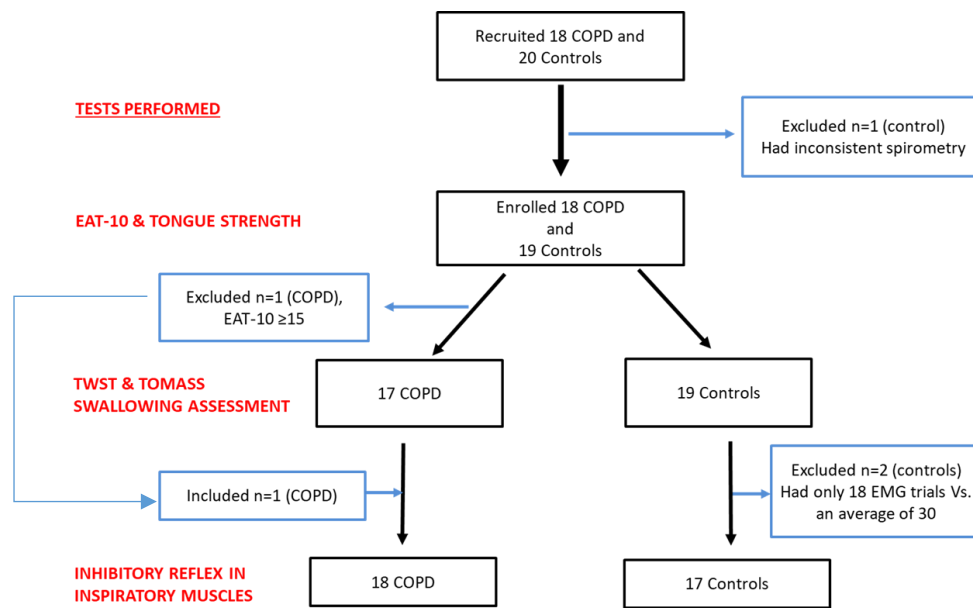 Recruited 18 COPD and
20 Controls
TESTS PERFORMED
Excluded n=1 (control)
Had inconsistent spirometry
EAT-10 & TONGUE STRENGTH
Enrolled 18 COPD
and
19 Controls
Excluded n=1 (COPD),
EAT-10 ≥15
TWST & TOMASS
SWALLOWING ASSESSMENT
17 COPD
19 Controls
Excluded n=2 (controls)
Had only 18 EMG trials Vs.
an average of 30
Included n=1 (COPD)
INHIBITORY REFLEX IN
INSPIRATORY MUSCLES
18 COPD
17 Controls